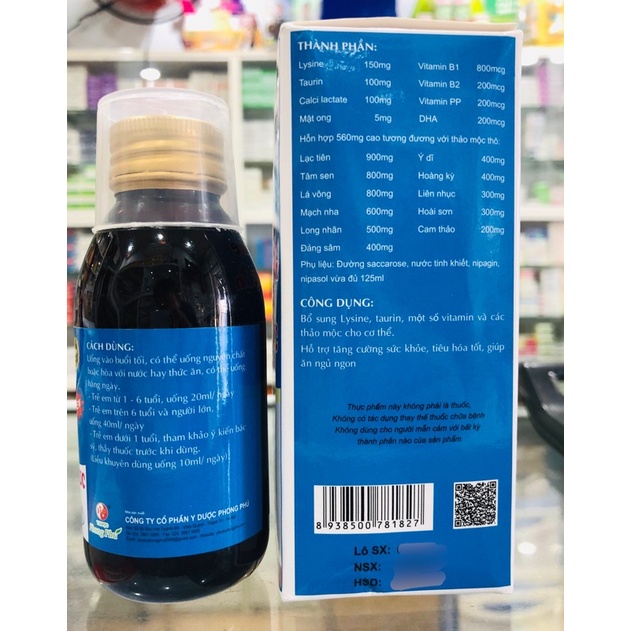 THÀNH PHẦN:
Lysine 150mg Vitamin B1 800mcg
Taurin 100mg Vitamin B2 200mcg
Calci lactate 100mg Vitamin PP 200mcg
Mật ong 5mg DHA 200mcg
Hỗn hợp 560mg cao tương đương với thảo mộc thô:
Lạc tiên 900mg Ý dĩ 400mg
Tâm sen 800mg Hoàng kỳ 400mg
Lá vông 800mg Liên nhục 300mg
Mạch nha 600mg Hoài sơn 300mg
Long nhãn 500mg Cam thảo 200mg
Đảng sâm 400mg
Phụ liệu: Đường saccarose, nước tinh khiết, nipagin,
nipasol vừa đủ 125ml
CÔNG DỤNG:
Bổ sung Lysine, taurin, một số vitamin và các
thảo mộc cho cơ thể.
Hỗ trợ tăng cường sức khỏe, tiêu hóa tốt, giúp
ăn ngủ ngon
Thực phẩm này không phải là thuốc,
Không có tác dụng thay thế thuốc chữa bệnh
Không dùng cho người mẫn cảm với bất kỳ
thành phần nào của sản phẩm
8 938500 781827
Lô SX:
NSX:
HSD:
CÁCH DÙNG:
Uống vào buổi tối, có thể uống nguyên chất
hoặc hòa với nước hay thức ăn, có thể uống
hàng ngày.
- Trẻ em từ 1 - 6 tuổi, uống 20ml/ ngày
- Trẻ em trên 6 tuổi và người lớn,
uống 40ml/ ngày
- Trẻ em dưới 1 tuổi, tham khảo ý kiến bác
sỹ, thầy thuốc trước khi dùng.
(Liều khuyên dùng uống 10ml/ ngày)
CÔNG TY CỔ PHẦN Y DƯỢC PHONG PHÚ
Phong Phú